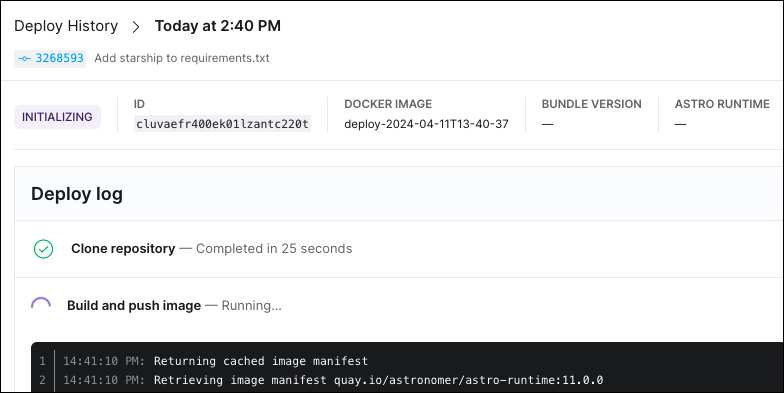 Deploy History > Today at 2:40 PM
3268593 Add starship to requirements.txt
INITIALIZING
ID
cluvaefr400ek01lzantc220t
DOCKER IMAGE
deploy-2024-04-11T13-40-37
BUNDLE VERSION
—
ASTRO RUNTIME
—
Deploy log
Clone repository — Completed in 25 seconds
Build and push image — Running...
1 14:41:10 PM: Returning cached image manifest
2 14:41:10 PM: Retrieving image manifest quay.io/astronomer/astro-runtime:11.0.0